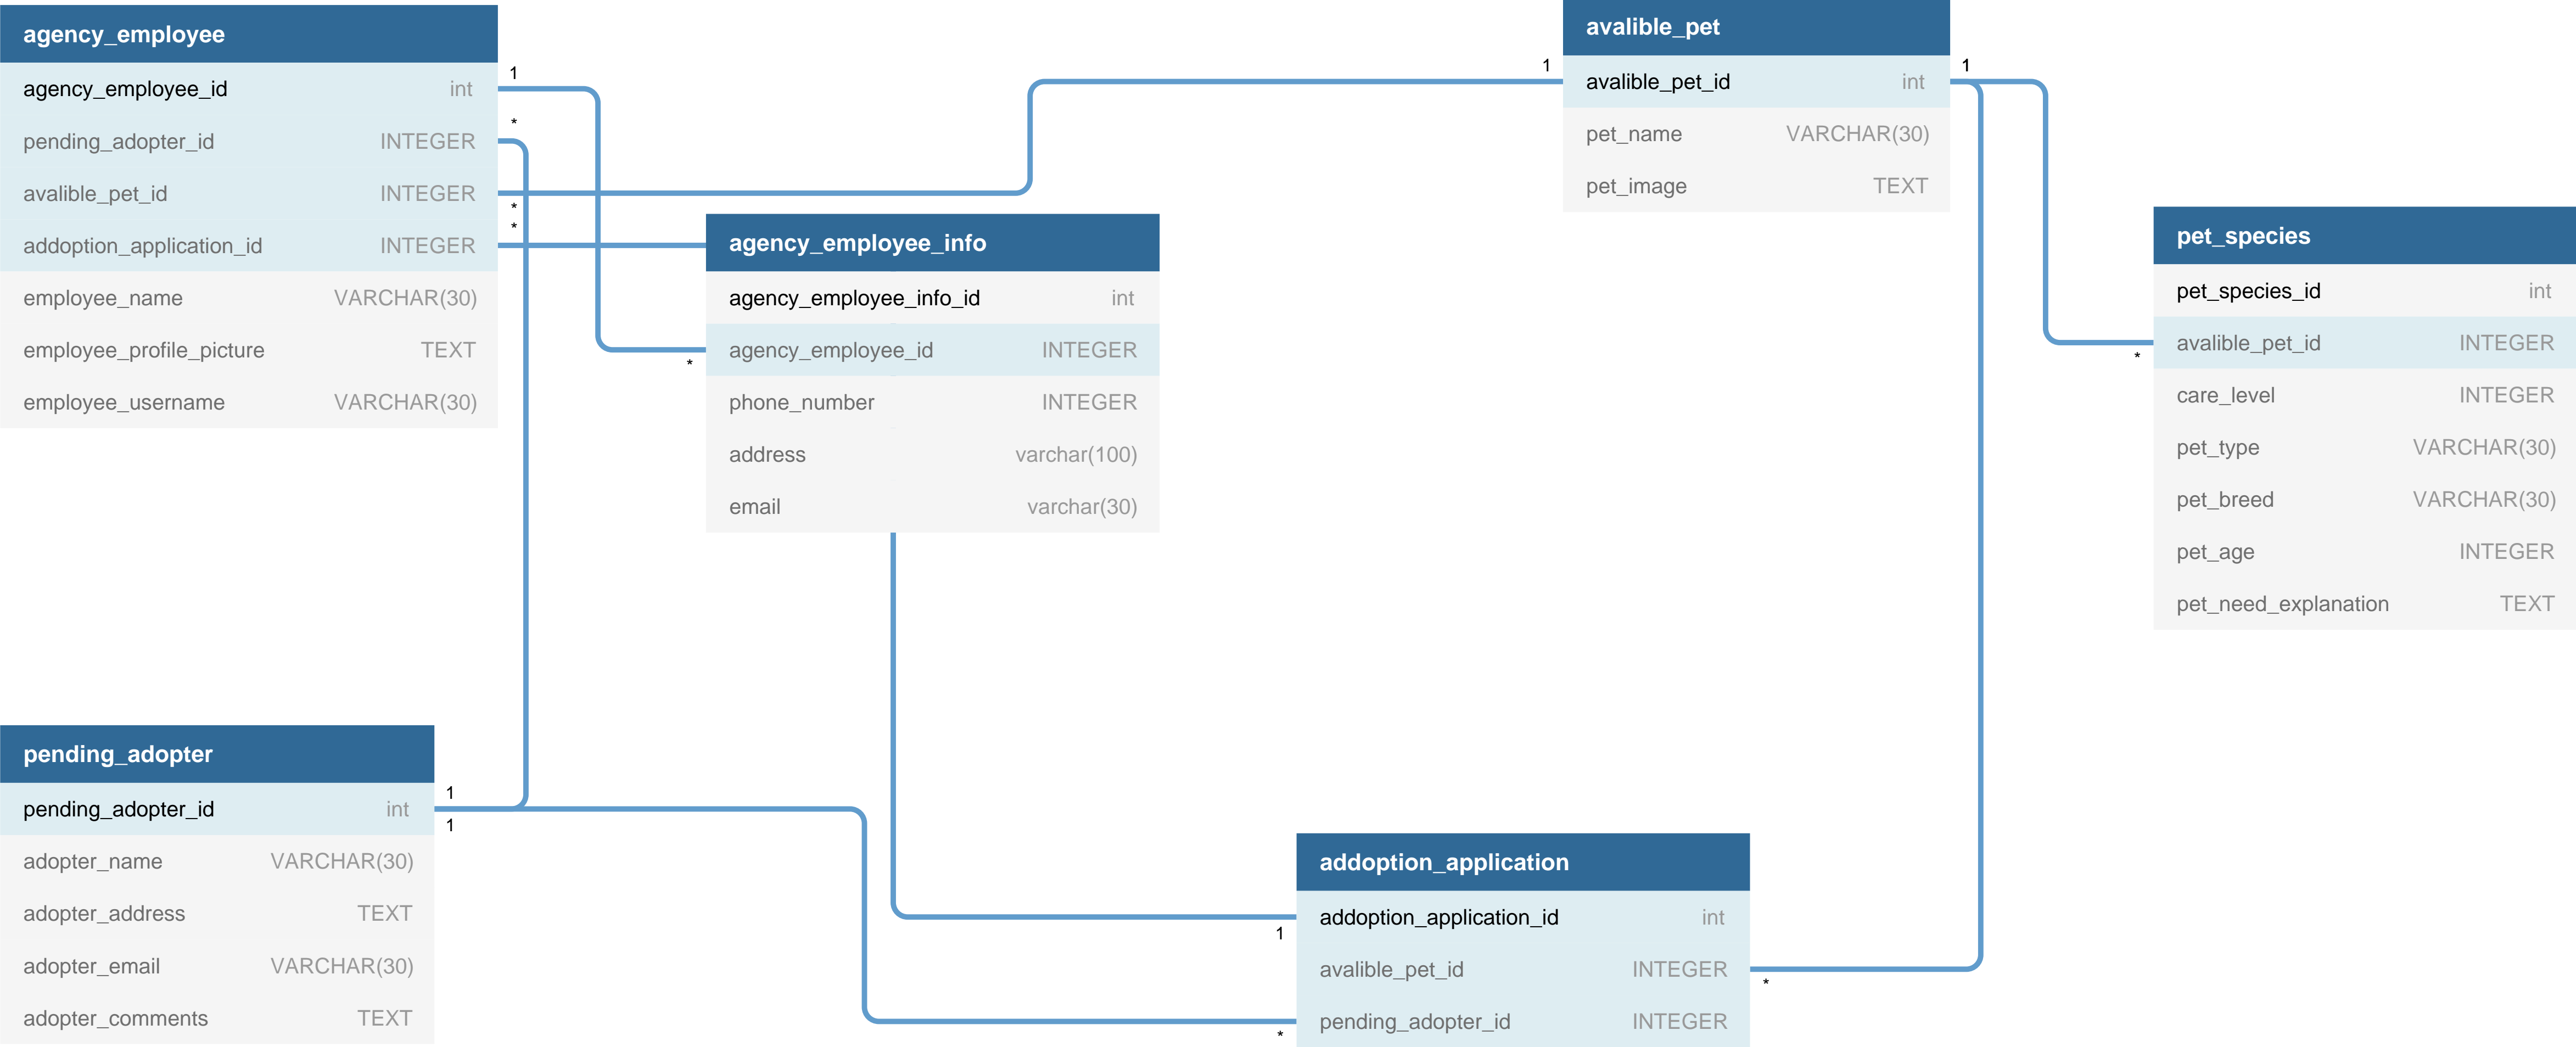 agency_employee
agency_employee_id int
pending_adopter_id INTEGER
avalible_pet_id INTEGER
addoption_application_id INTEGER
employee_name VARCHAR(30)
employee_profile_picture TEXT
employee_username VARCHAR(30)
1
*
*
*
agency_employee_info
agency_employee_info_id int
agency_employee_id INTEGER
phone_number INTEGER
address varchar(100)
email varchar(30)
*
avalible_pet
avalible_pet_id int
pet_name VARCHAR(30)
pet_image TEXT
1
1
pet_species
pet_species_id int
avalible_pet_id INTEGER
care_level INTEGER
pet_type VARCHAR(30)
pet_breed VARCHAR(30)
pet_age INTEGER
pet_need_explanation TEXT
*
pending_adopter
pending_adopter_id int
adopter_name VARCHAR(30)
adopter_address TEXT
adopter_email VARCHAR(30)
adopter_comments TEXT
1
1
addoption_application
addoption_application_id int
avalible_pet_id INTEGER
pending_adopter_id INTEGER
1
*
*